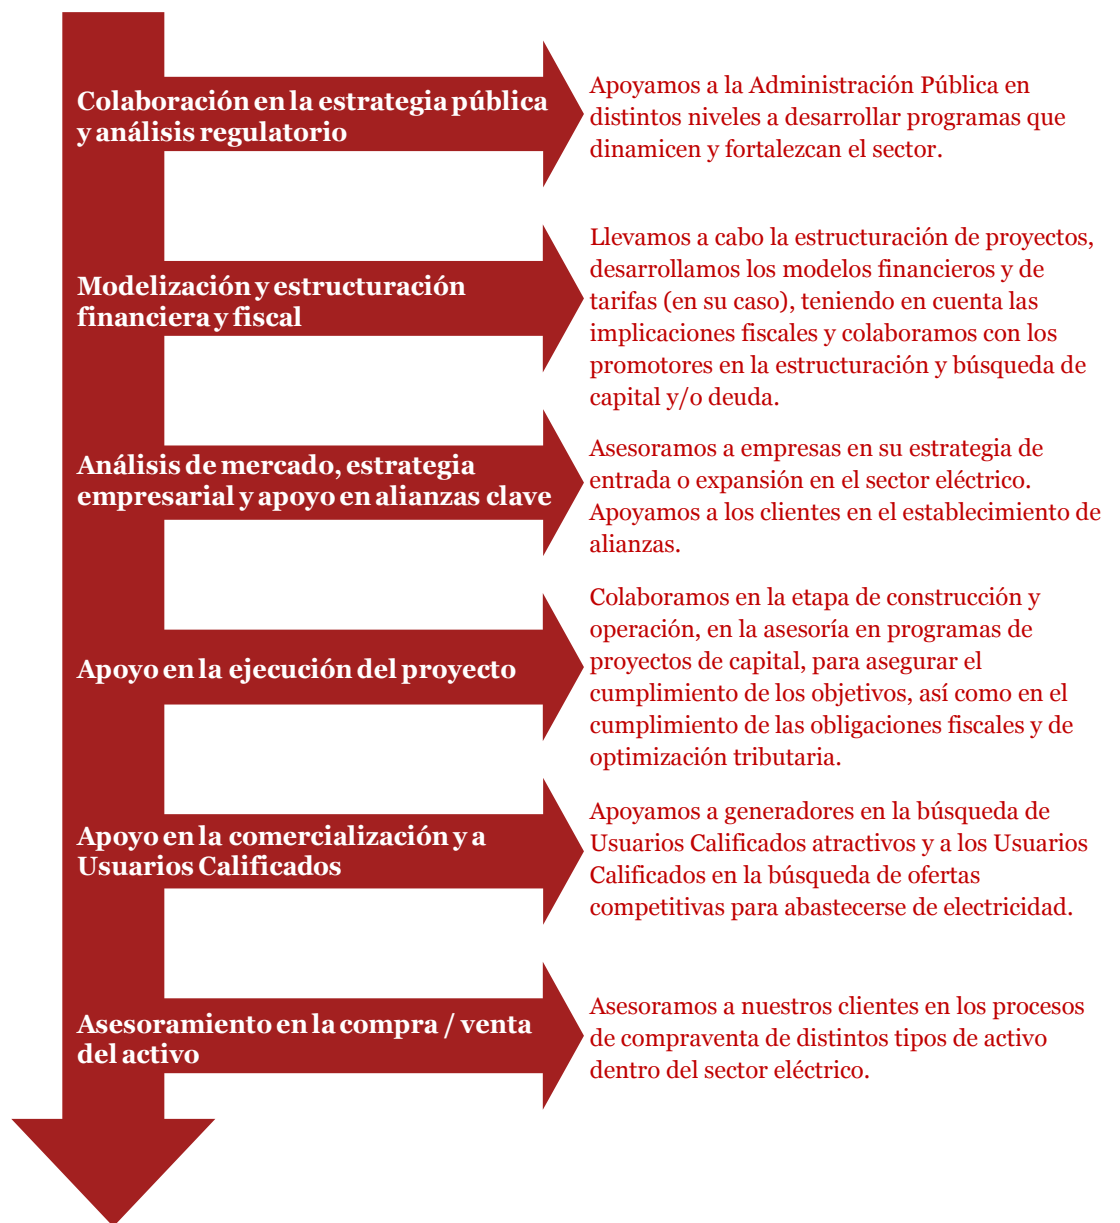 Colaboración en la estrategia pública
y análisis regulatorio
Apoyamos a la Administración Pública en
distintos niveles a desarrollar programas que
dinamicen y fortalezcan el sector.
Modelización y estructuración
financiera y fiscal
Llevamos a cabo la estructuración de proyectos,
desarrollamos los modelos financieros y de
tarifas (en su caso), teniendo en cuenta las
implicaciones fiscales y colaboramos con los
promotores en la estructuración y búsqueda de
capital y/o deuda.
Análisis de mercado, estrategia
empresarial y apoyo en alianzas clave
Asesoramos a empresas en su estrategia de
entrada o expansión en el sector eléctrico.
Apoyamos a los clientes en el establecimiento de
alianzas.
Apoyo en la ejecución del proyecto
Colaboramos en la etapa de construcción y
operación, en la asesoría en programas de
proyectos de capital, para asegurar el
cumplimiento de los objetivos, así como en el
cumplimiento de las obligaciones fiscales y de
optimización tributaria.
Apoyo en la comercialización y a
Usuarios Calificados
Apoyamos a generadores en la búsqueda de
Usuarios Calificados atractivos y a los Usuarios
Calificados en la búsqueda de ofertas
competitivas para abastecerse de electricidad.
Asesoramiento en la compra / venta
del activo
Asesoramos a nuestros clientes en los procesos
de compraventa de distintos tipos de activo
dentro del sector eléctrico.